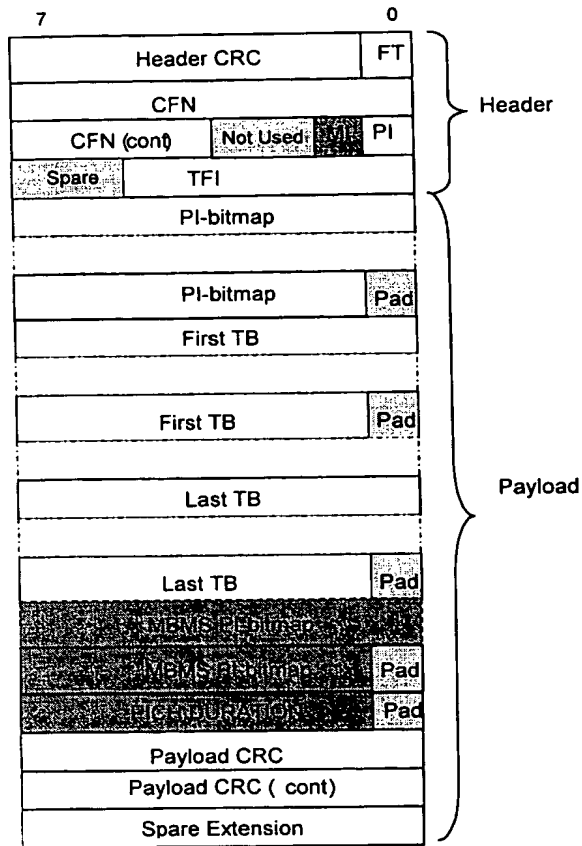 7 0
Header CRC FT
CFN
Header
CFN (cont) Not Used MI PI
Spare TFI
PI-bitmap
PI-bitmap Pad
First TB
First TB Pad
Last TB
Payload
Last TB Pad
MBMS PI-bitmap
MBMS PI-bitmap Pad
PICH DURATION Pad
Payload CRC
Payload CRC ( cont)
Spare Extension